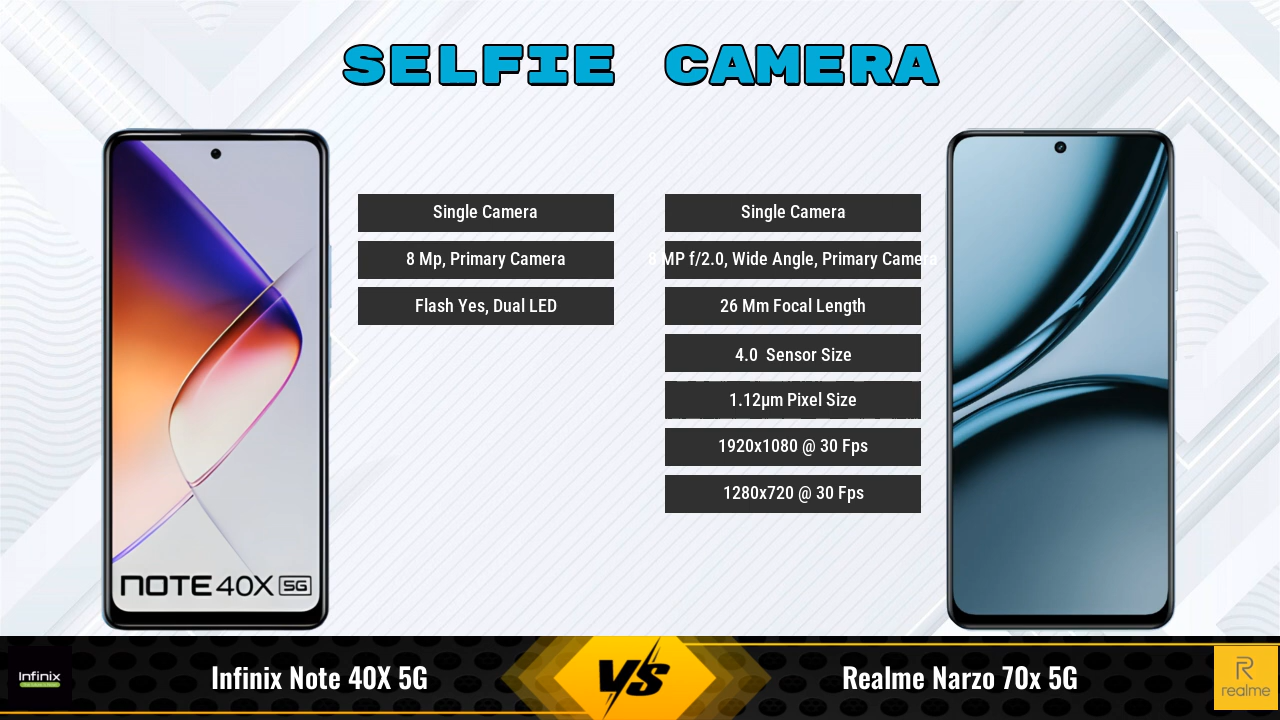 SELFIE CAMERA
Single Camera
8 Mp, Primary Camera
Flash Yes, Dual LED
Single Camera
8 MP f/2.0, Wide Angle, Primary Camera
26 Mm Focal Length
4.0 Sensor Size
1.12µm Pixel Size
1920x1080 @ 30 Fps
1280x720 @ 30 Fps
NOTE 40X 5G
Infinix
Infinix Note 40X 5G
VS
Realme Narzo 70x 5G
R
realme